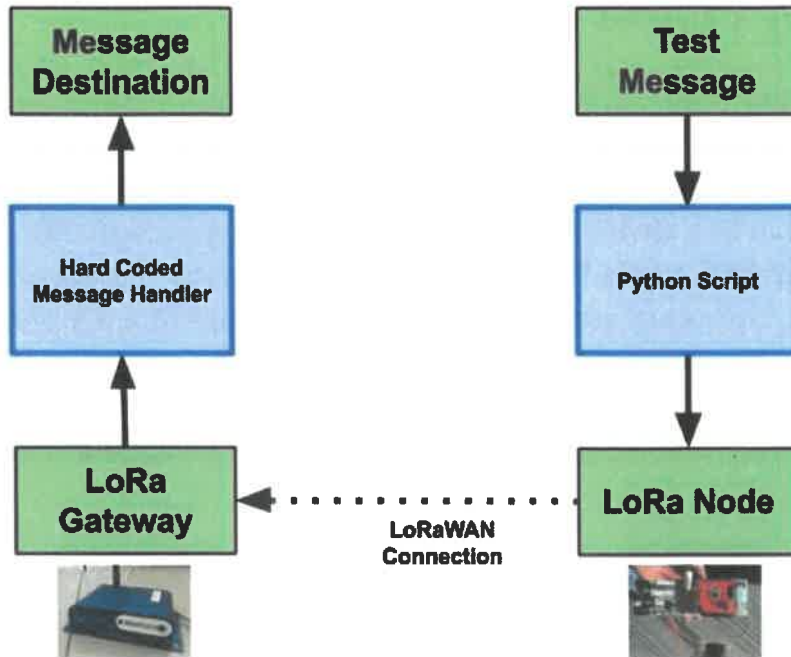 Message
Destination
Test
Message
Hard Coded
Message Handler
Python Script
LoRa
Gateway
LoRa Node
LoRaWAN
Connection